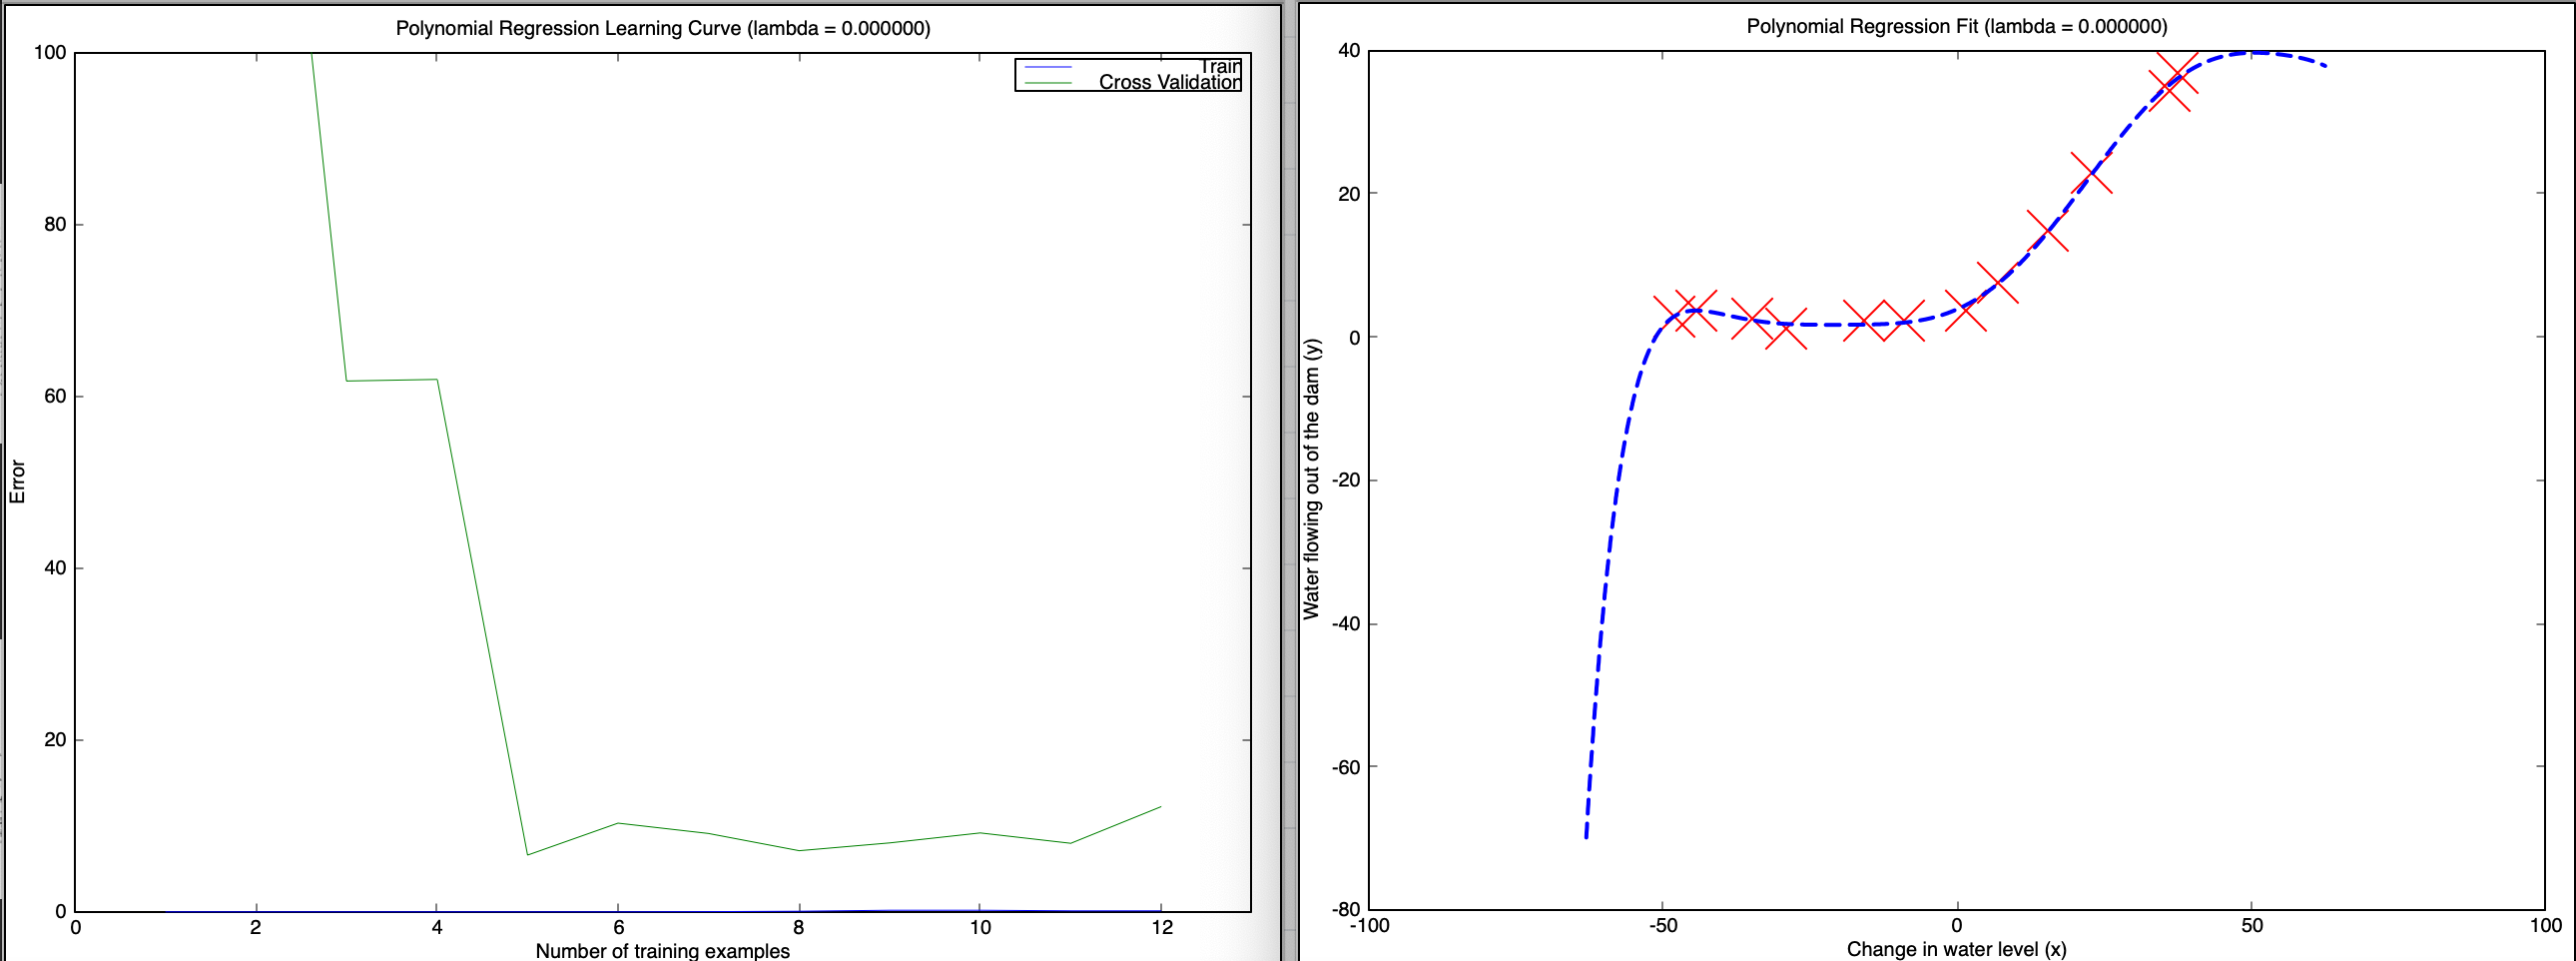 Polynomial Regression Learning Curve (lambda = 0.000000)
100
80
60
40
20
0
Error
Train
Cross Validation
0 2 4 6 8 10 12
Number of training examples
Polynomial Regression Fit (lambda = 0.000000)
40
20
0
-20
-40
-60
-80
Water flowing out of the dam (y)
-100 -50 0 50 100
Change in water level (x)